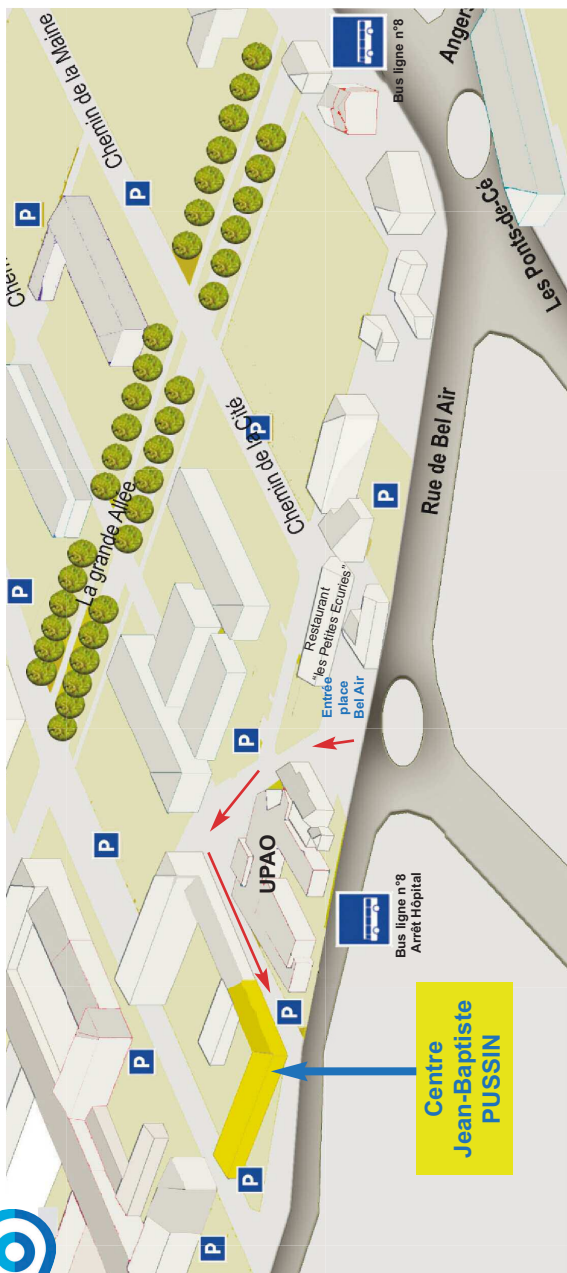 Angers
Bus ligne n°8
Chemin de la Maine
P
P
Chem
Les Ponts-de-Cé
La grande Allée
P
Chemin de la Cité
P
P
Rue de Bel Air
Restaurant
"les Petites Ecuries"
Entrée
place
Bel Air
P
P
UPAO
Bus ligne n°8
Arrêt Hôpital
P
P
P
P
Centre
Jean-Baptiste
PUSSIN